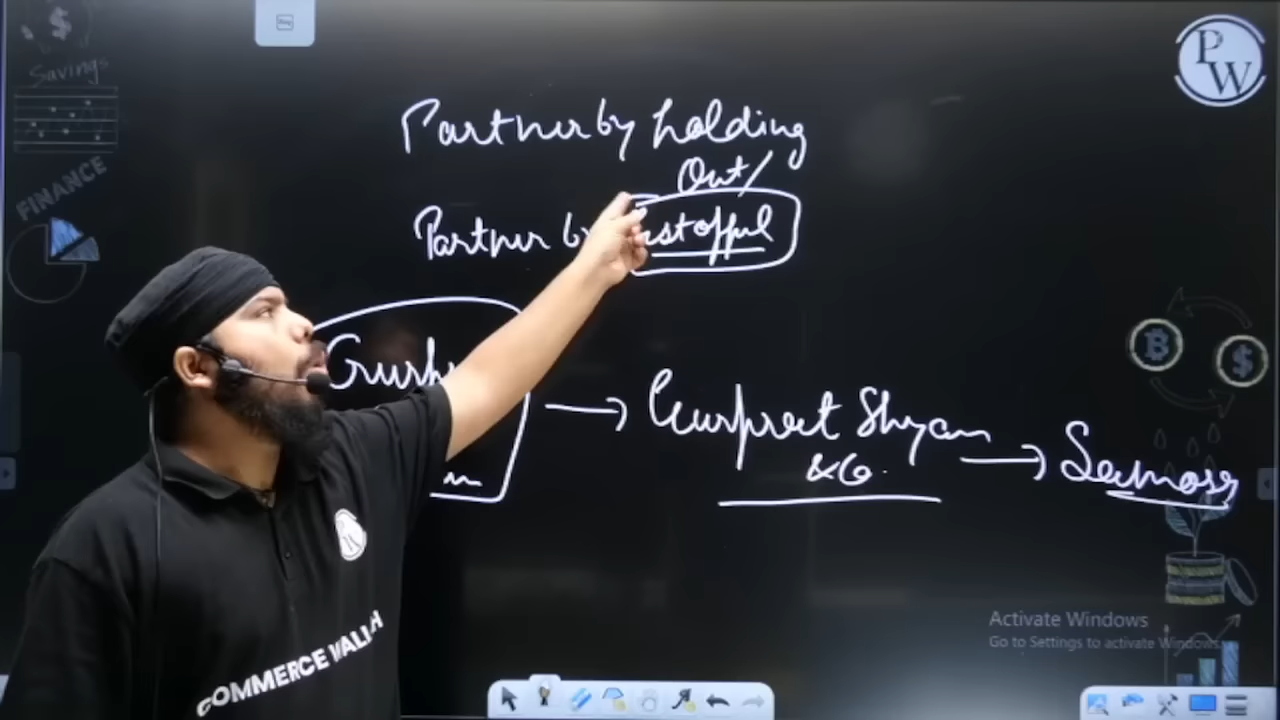 Savings
FINANCE
PW
Partner by holding
Out/
Partner by estoppel
Gurpreet Shyam
& Co.
COMMERCE WALLAH
Activate Windows
Go to Settings to activate Windows.